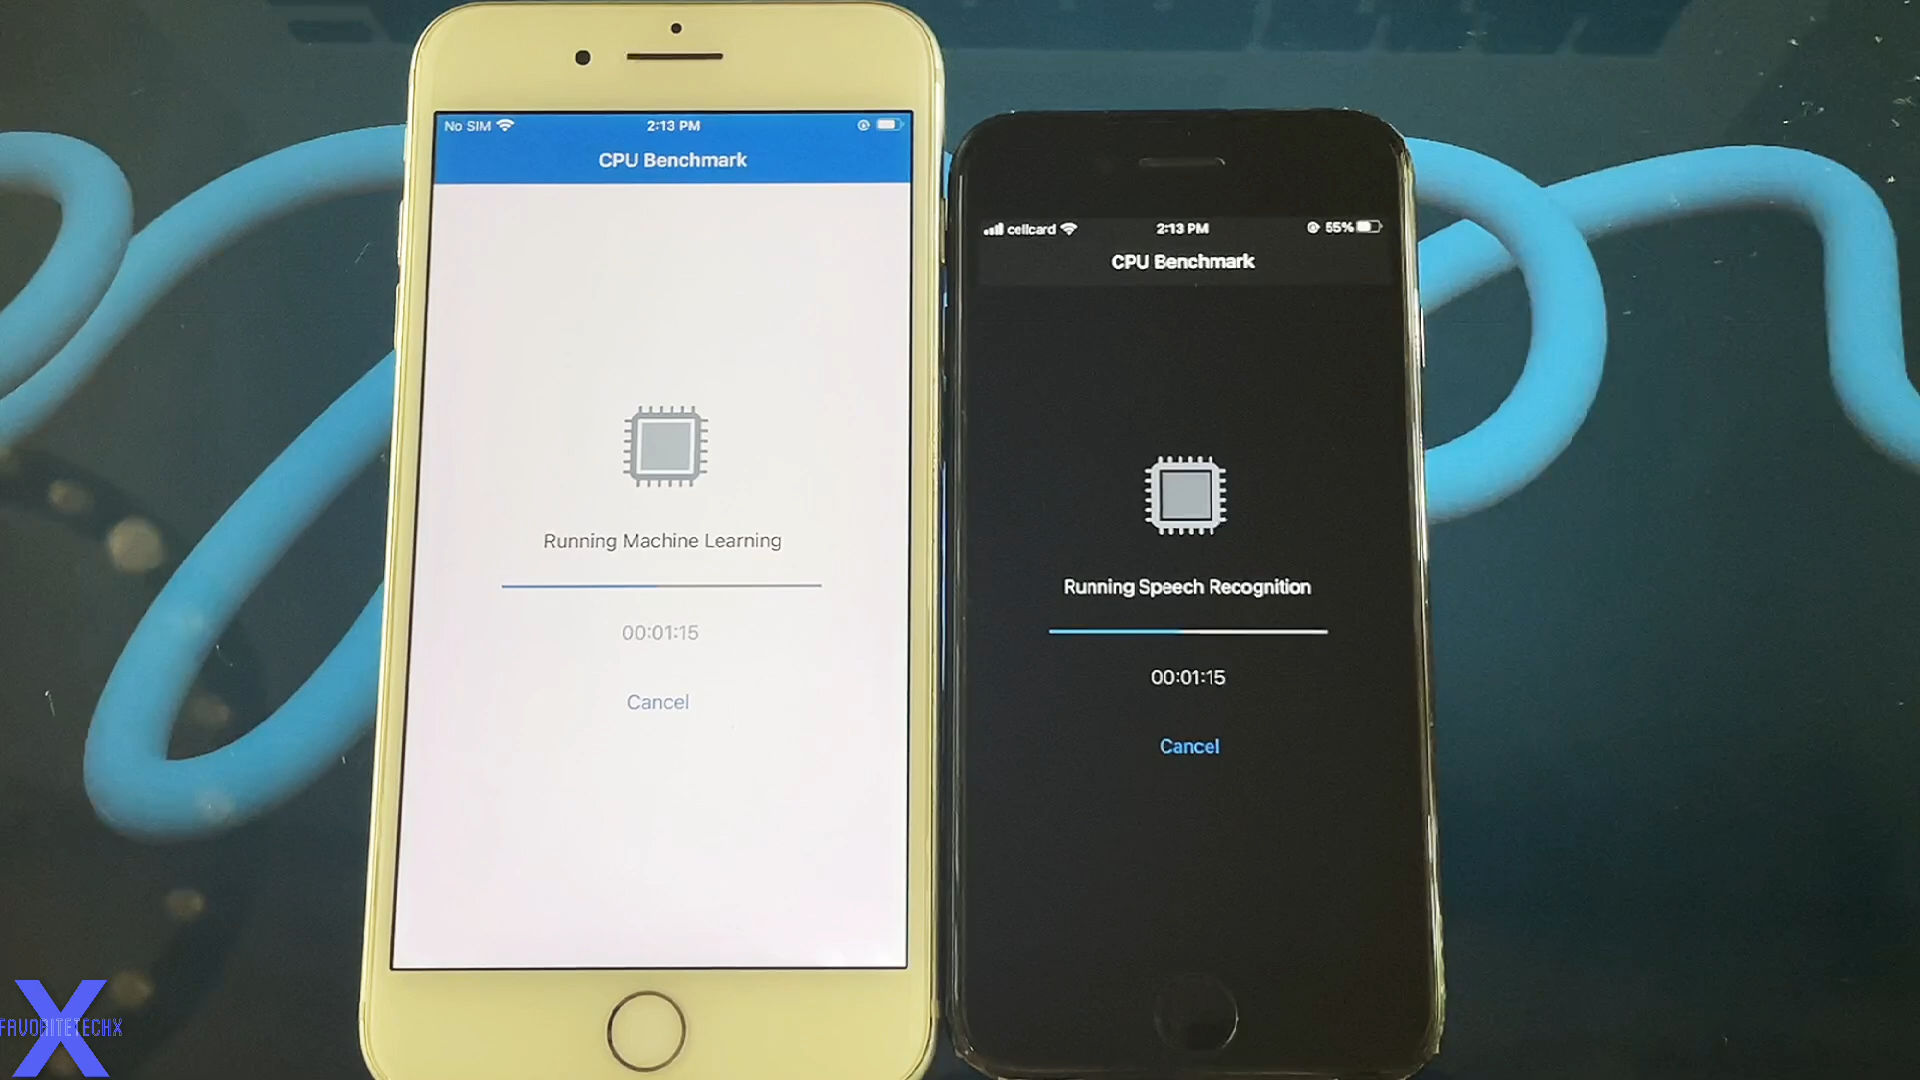 No SIM 2:13 PM
CPU Benchmark
Running Machine Learning
00:01:15
Cancel
cellcard 2:13 PM 55%
CPU Benchmark
Running Speech Recognition
00:01:15
Cancel
X
FAVORITETECHX